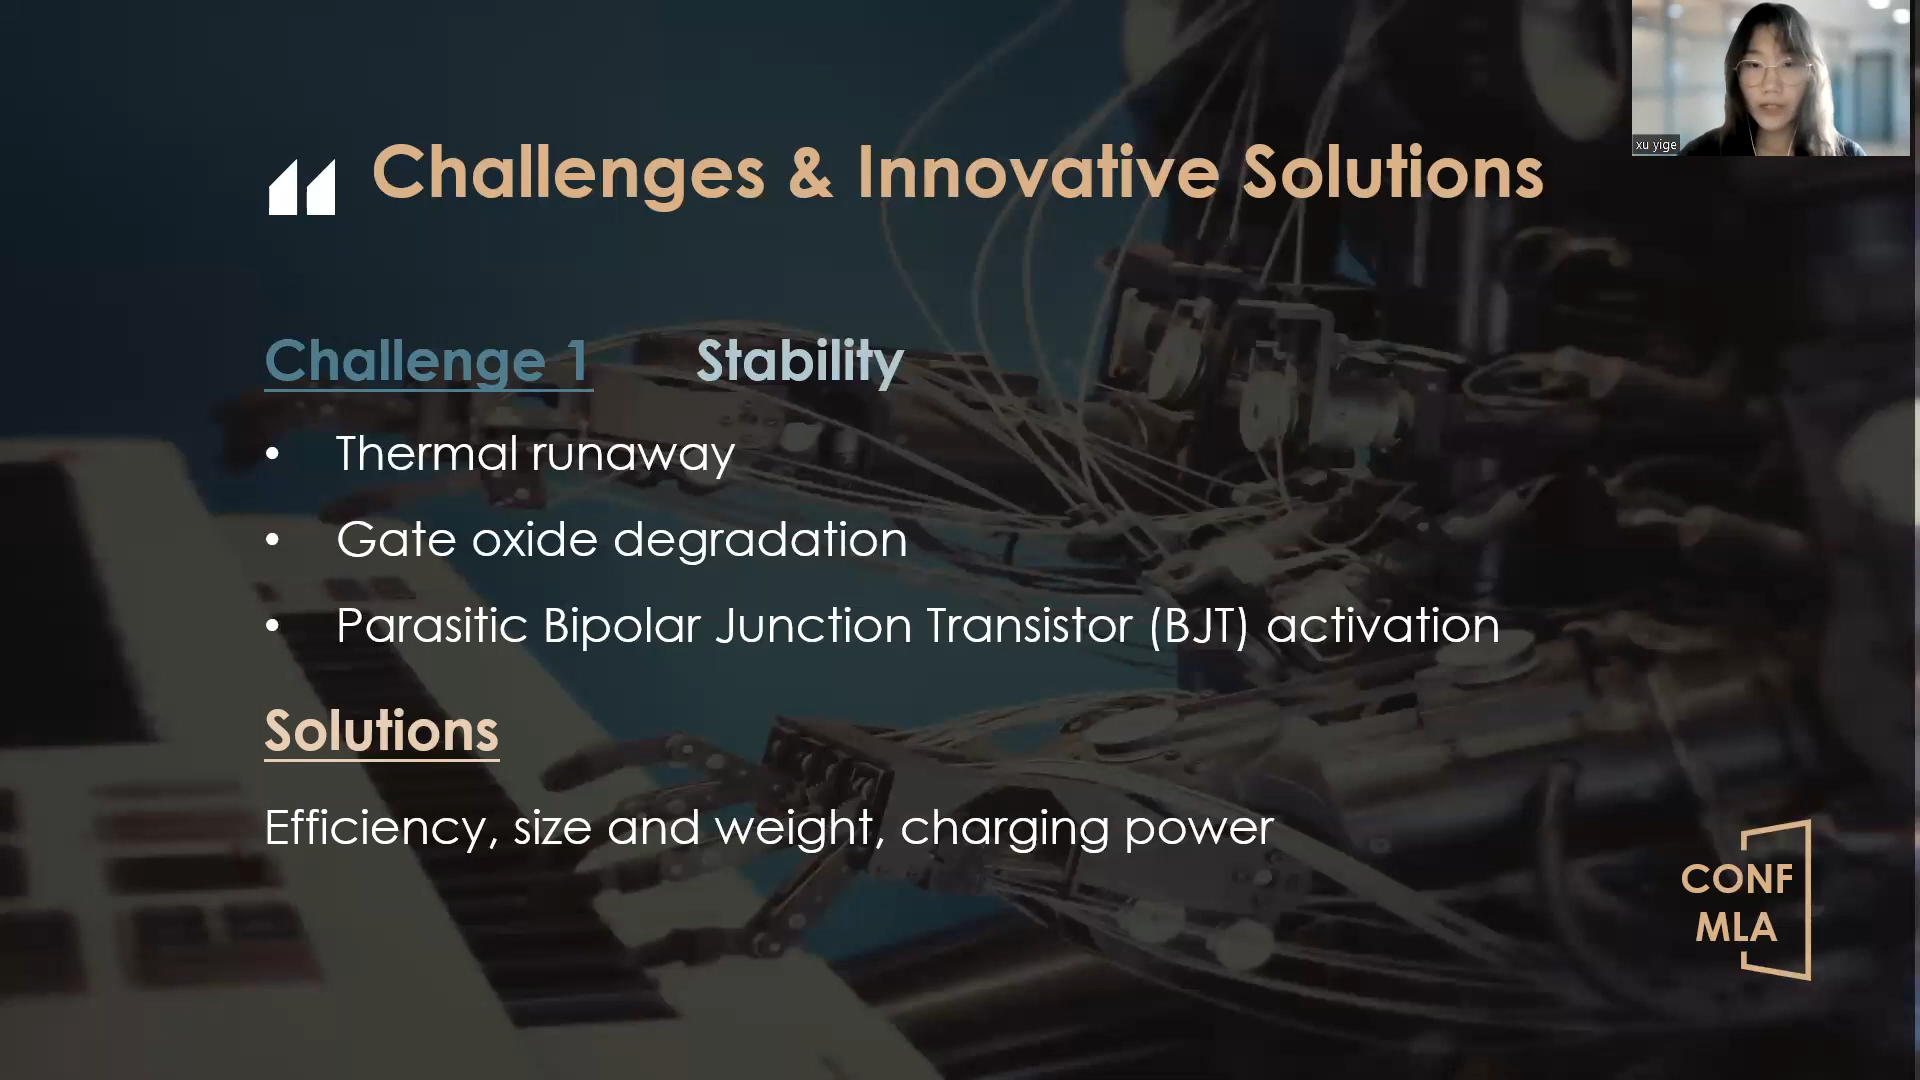 xu yige
Challenges & Innovative Solutions
Challenge 1 Stability
• Thermal runaway
• Gate oxide degradation
• Parasitic Bipolar Junction Transistor (BJT) activation
Solutions
Efficiency, size and weight, charging power
CONF
MLA